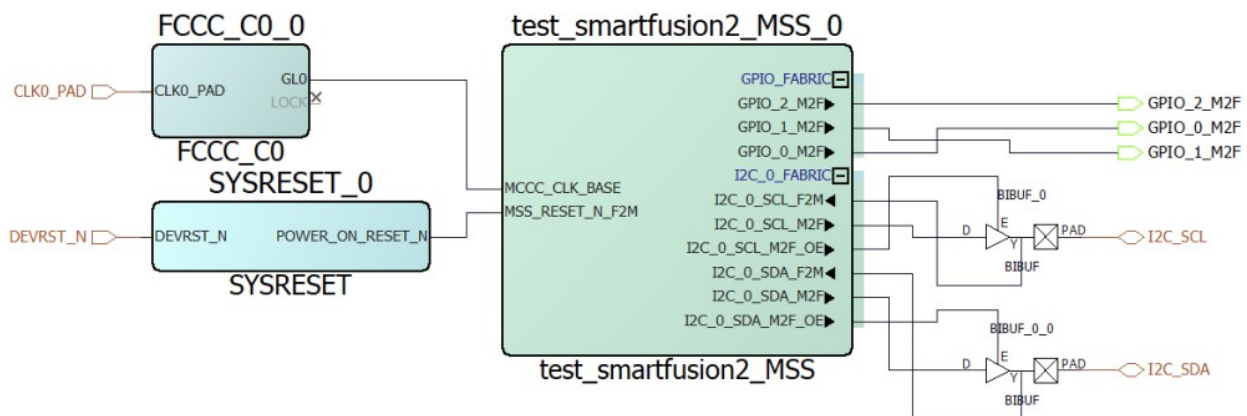 FCCC_C0_0
CLK0_PAD
CLK0_PAD
GL0
LOCK
FCCC_C0
SYSRESET_0
DEVRST_N
DEVRST_N
POWER_ON_RESET_N
SYSRESET
test_smartfusion2_MSS_0
MCCC_CLK_BASE
MSS_RESET_N_F2M
GPIO_FABRIC
GPIO_2_M2F
GPIO_1_M2F
GPIO_0_M2F
I2C_0_FABRIC
I2C_0_SCL_F2M
I2C_0_SCL_M2F
I2C_0_SCL_M2F_OE
I2C_0_SDA_F2M
I2C_0_SDA_M2F
I2C_0_SDA_M2F_OE
test_smartfusion2_MSS
GPIO_2_M2F
GPIO_0_M2F
GPIO_1_M2F
BIBUF_0
E
D
Y
PAD
I2C_SCL
BIBUF
BIBUF_0_0
E
D
Y
PAD
I2C_SDA
BIBUF